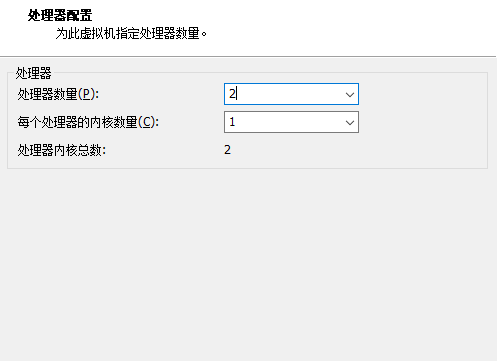 处理器配置
为此虚拟机指定处理器数量。
处理器
处理器数量(P): 2
每个处理器的内核数量(C): 1
处理器内核总数: 2